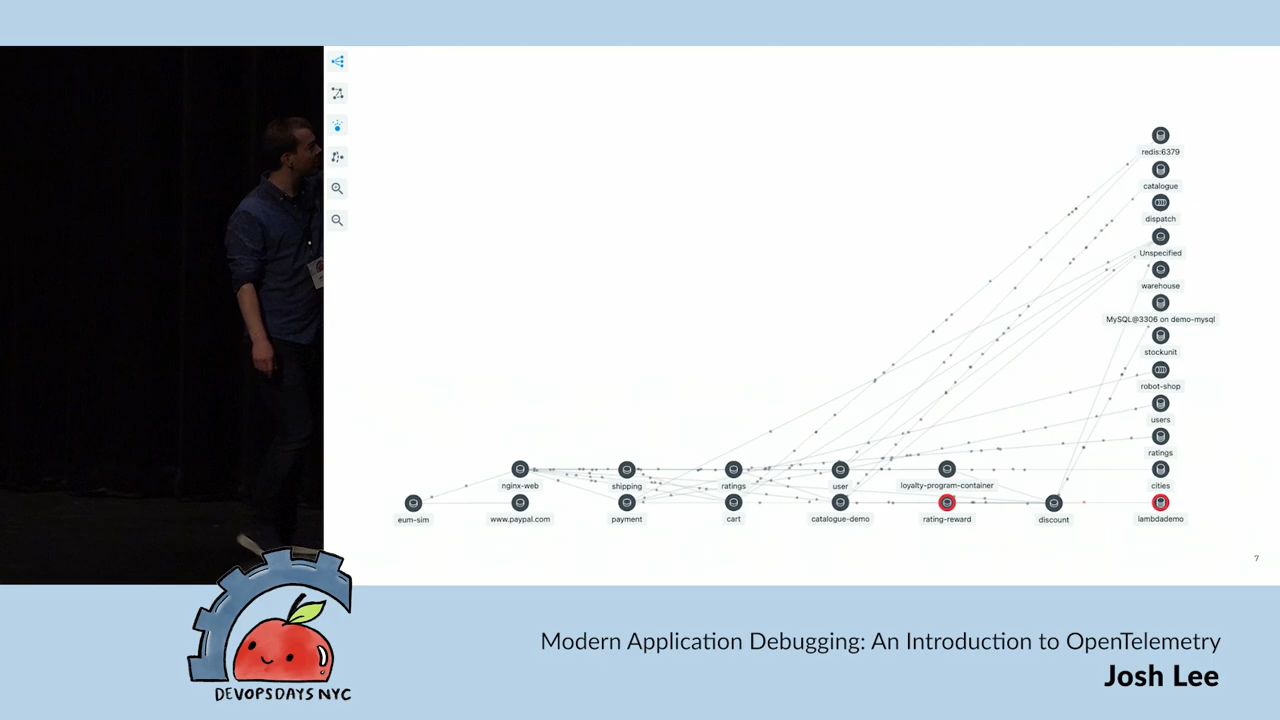 redis:6379
catalogue
dispatch
Unspecified
warehouse
MySQL@3306 on demo-mysql
stockunit
robot-shop
users
ratings
nginx-web
shipping
ratings
user
loyalty-program-container
cities
eum-sim
www.paypal.com
payment
cart
catalogue-demo
rating-reward
discount
lambdademo
7
DEVOPSDAYS NYC
Modern Application Debugging: An Introduction to OpenTelemetry
Josh Lee